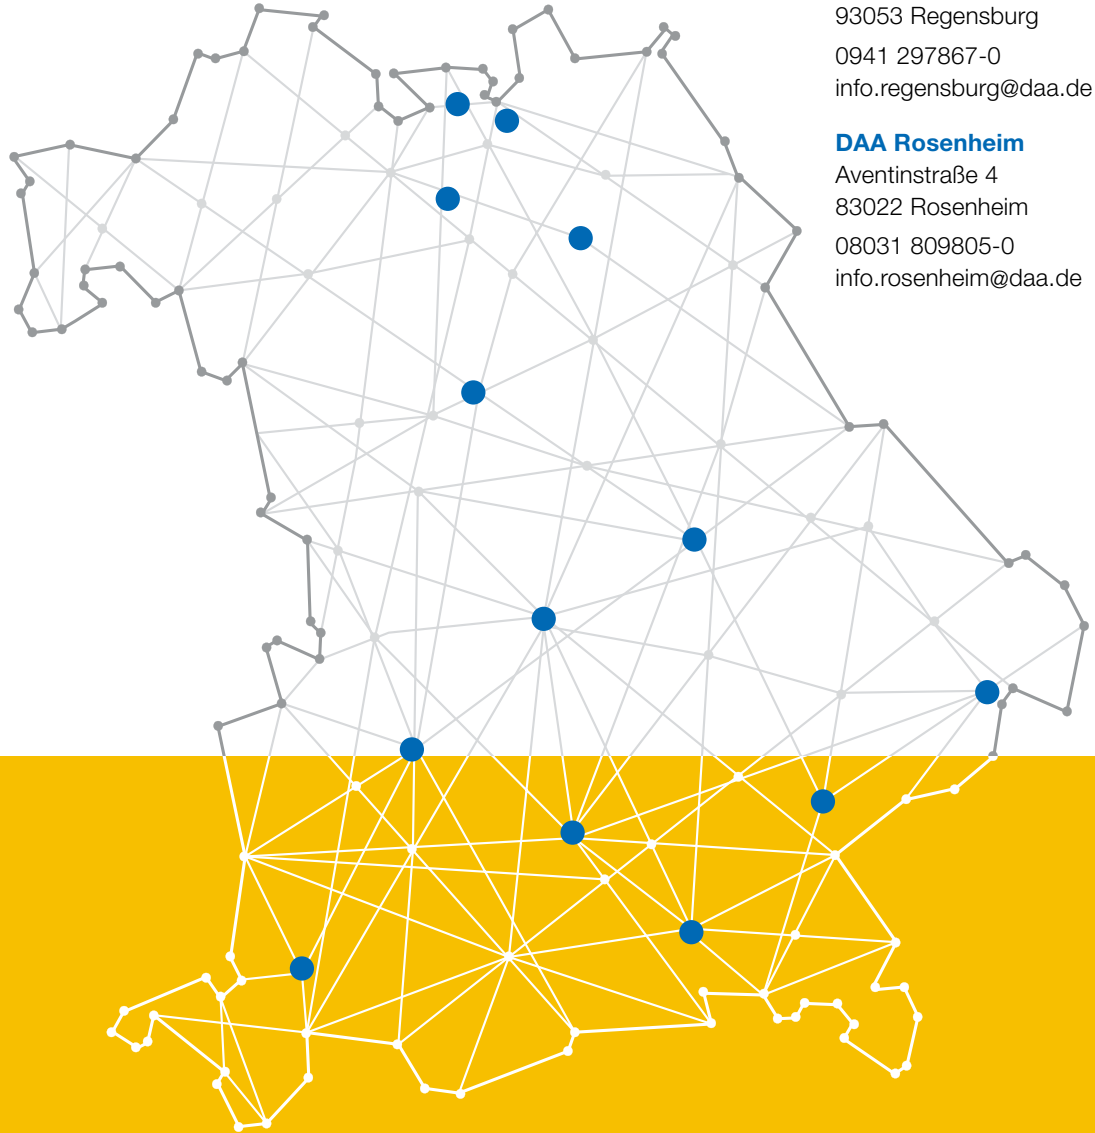 93053 Regensburg
0941 297867-0
info.regensburg@daa.de
DAA Rosenheim
Aventinstraße 4
83022 Rosenheim
08031 809805-0
info.rosenheim@daa.de